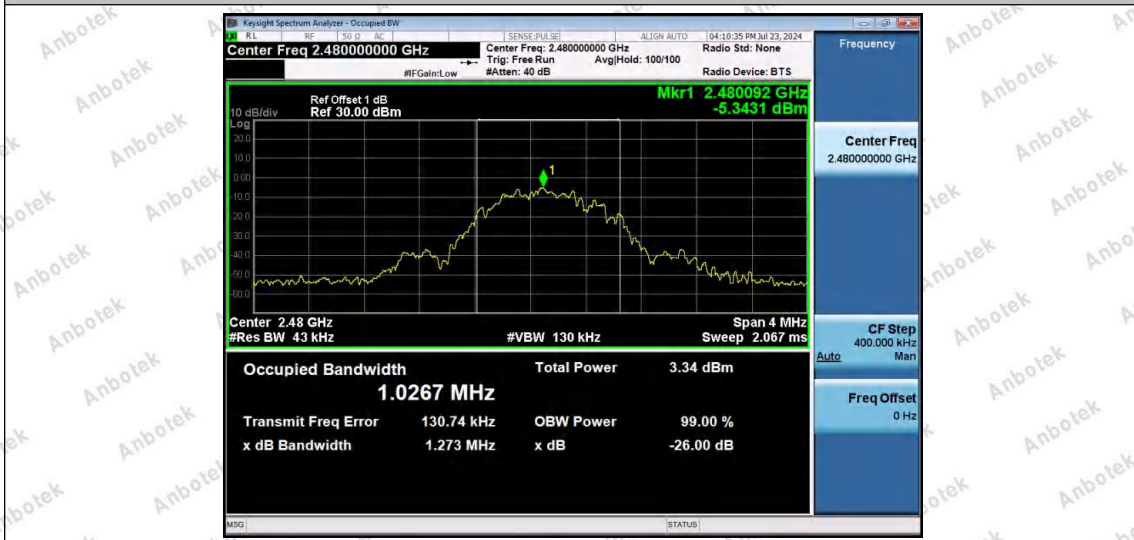 Keysight Spectrum Analyzer - Occupied BW
RL RF 50 Ω AC SENSE:PULSE ALIGN AUTO 04:10:35 PM Jul 23, 2024
Center Freq 2.480000000 GHz Center Freq: 2.480000000 GHz Radio Std: None
Trig: Free Run Avg|Hold: 100/100
#IFGain:Low #Atten: 40 dB Radio Device: BTS
Frequency
Mkr1 2.480092 GHz
-5.3431 dBm
Ref Offset 1 dB
10 dB/div Ref 30.00 dBm
Log
20.0
10.0
0.00
-10.0
-20.0
-30.0
-40.0
-50.0
-60.0
1
Center 2.48 GHz Span 4 MHz
#Res BW 43 kHz #VBW 130 kHz Sweep 2.067 ms
Center Freq
2.480000000 GHz
CF Step
400.000 kHz
Auto Man
Freq Offset
0 Hz
Occupied Bandwidth Total Power 3.34 dBm
1.0267 MHz
Transmit Freq Error 130.74 kHz OBW Power 99.00 %
x dB Bandwidth 1.273 MHz x dB -26.00 dB
MSG STATUS
Anbotek